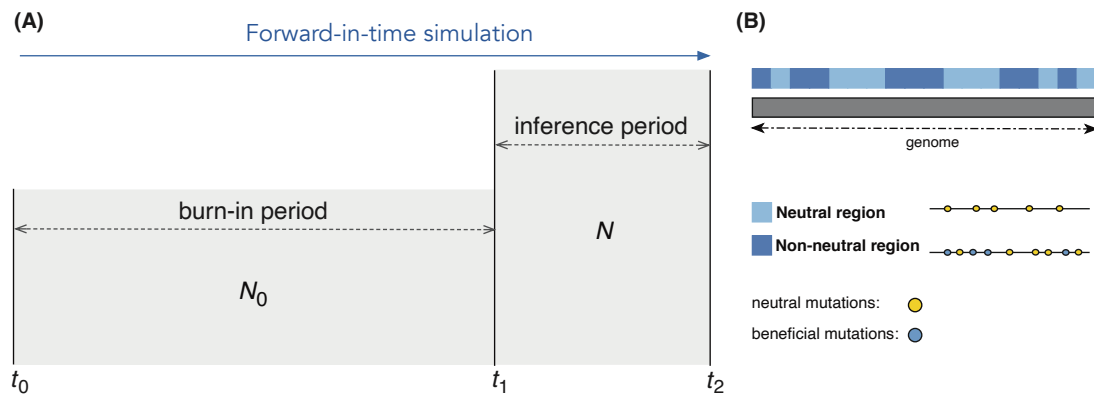 (A)
Forward-in-time simulation
inference period
burn-in period
N
N0
t0
t1
t2
(B)
genome
Neutral region
Non-neutral region
neutral mutations:
beneficial mutations: